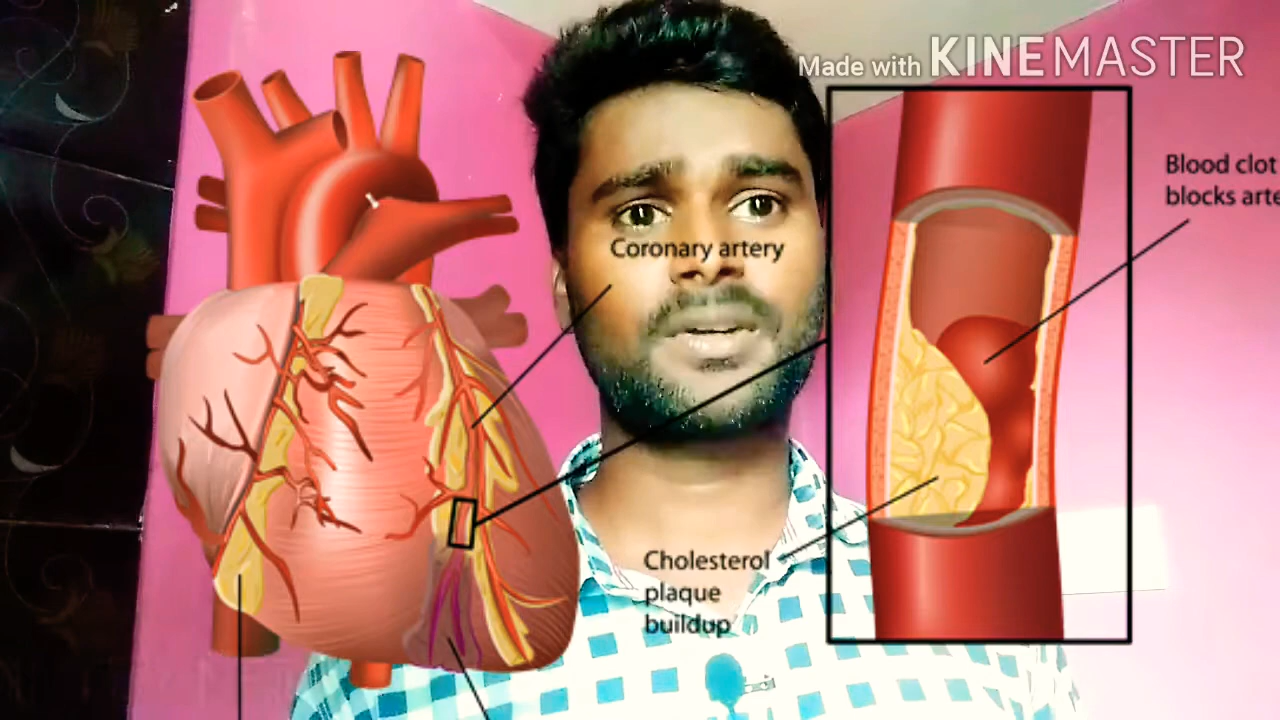 Made with KINEMASTER
Blood clot
blocks arte
Coronary artery
Cholesterol
plaque
buildup